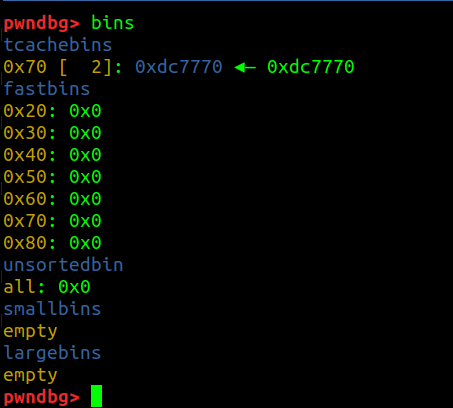 pwndbg> bins
tcachebins
0x70 [  2]: 0xdc7770 ◂— 0xdc7770
fastbins
0x20: 0x0
0x30: 0x0
0x40: 0x0
0x50: 0x0
0x60: 0x0
0x70: 0x0
0x80: 0x0
unsortedbin
all: 0x0
smallbins
empty
largebins
empty
pwndbg>